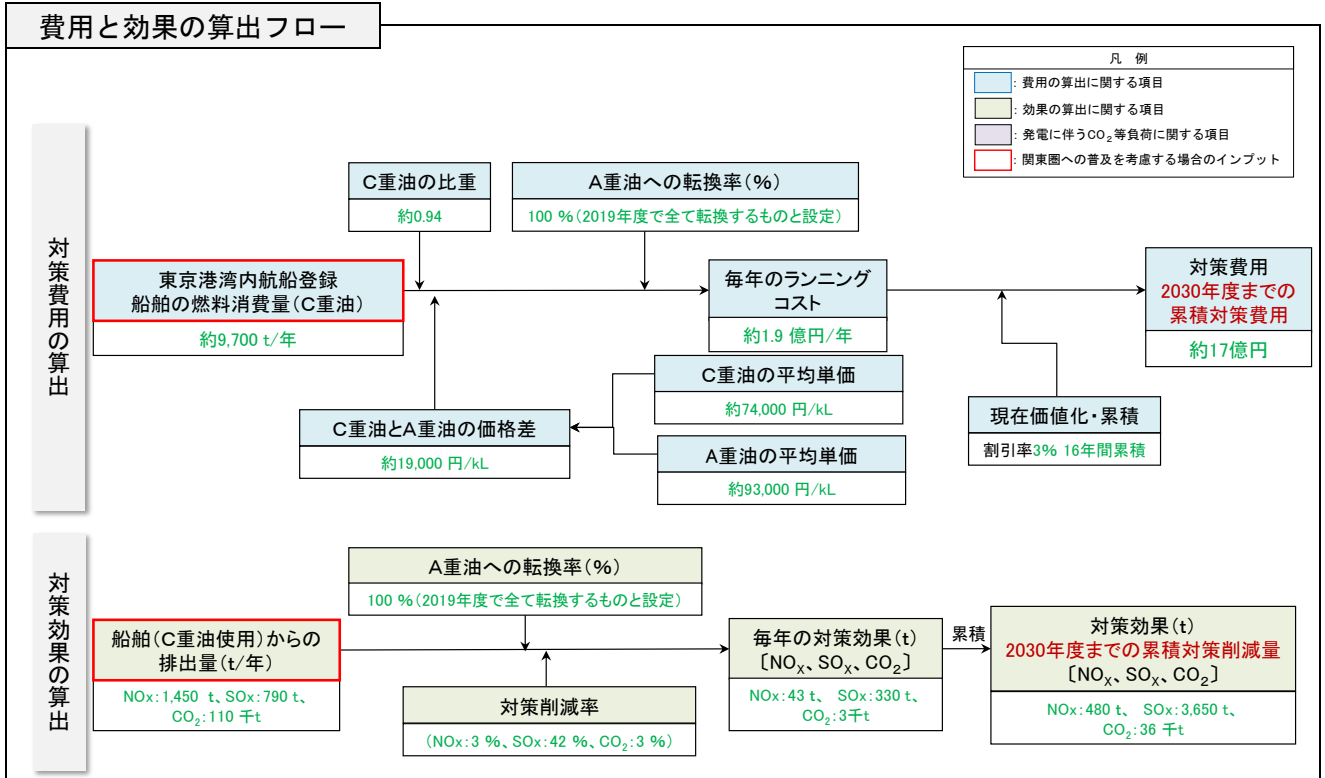 費用と効果の算出フロー
凡 例
: 費用の算出に関する項目
: 効果の算出に関する項目
: 発電に伴うCO₂等負荷に関する項目
: 関東圏への普及を考慮する場合のインプット
対策費用の算出
C重油の比重
約0.94
A重油への転換率(%)
100 %(2019年度で全て転換するものと設定)
東京港湾内航船登録
船舶の燃料消費量(C重油)
約9,700 t/年
毎年のランニング
コスト
約1.9 億円/年
対策費用
2030年度までの
累積対策費用
約17億円
C重油の平均単価
約74,000 円/kL
C重油とA重油の価格差
約19,000 円/kL
A重油の平均単価
約93,000 円/kL
現在価値化・累積
割引率3% 16年間累積
対策効果の算出
A重油への転換率(%)
100 %(2019年度で全て転換するものと設定)
船舶(C重油使用)からの
排出量(t/年)
NOx:1,450 t、SOx:790 t、
CO₂:110 千t
対策削減率
(NOx:3 %、SOx:42 %、CO₂:3 %)
毎年の対策効果(t)
〔NOX、SOX、CO₂〕
NOx:43 t、 SOx:330 t、
CO₂:3千t
累積
対策効果(t)
2030年度までの累積対策削減量
〔NOX、SOX、CO₂〕
NOx:480 t、 SOx:3,650 t、
CO₂:36 千t